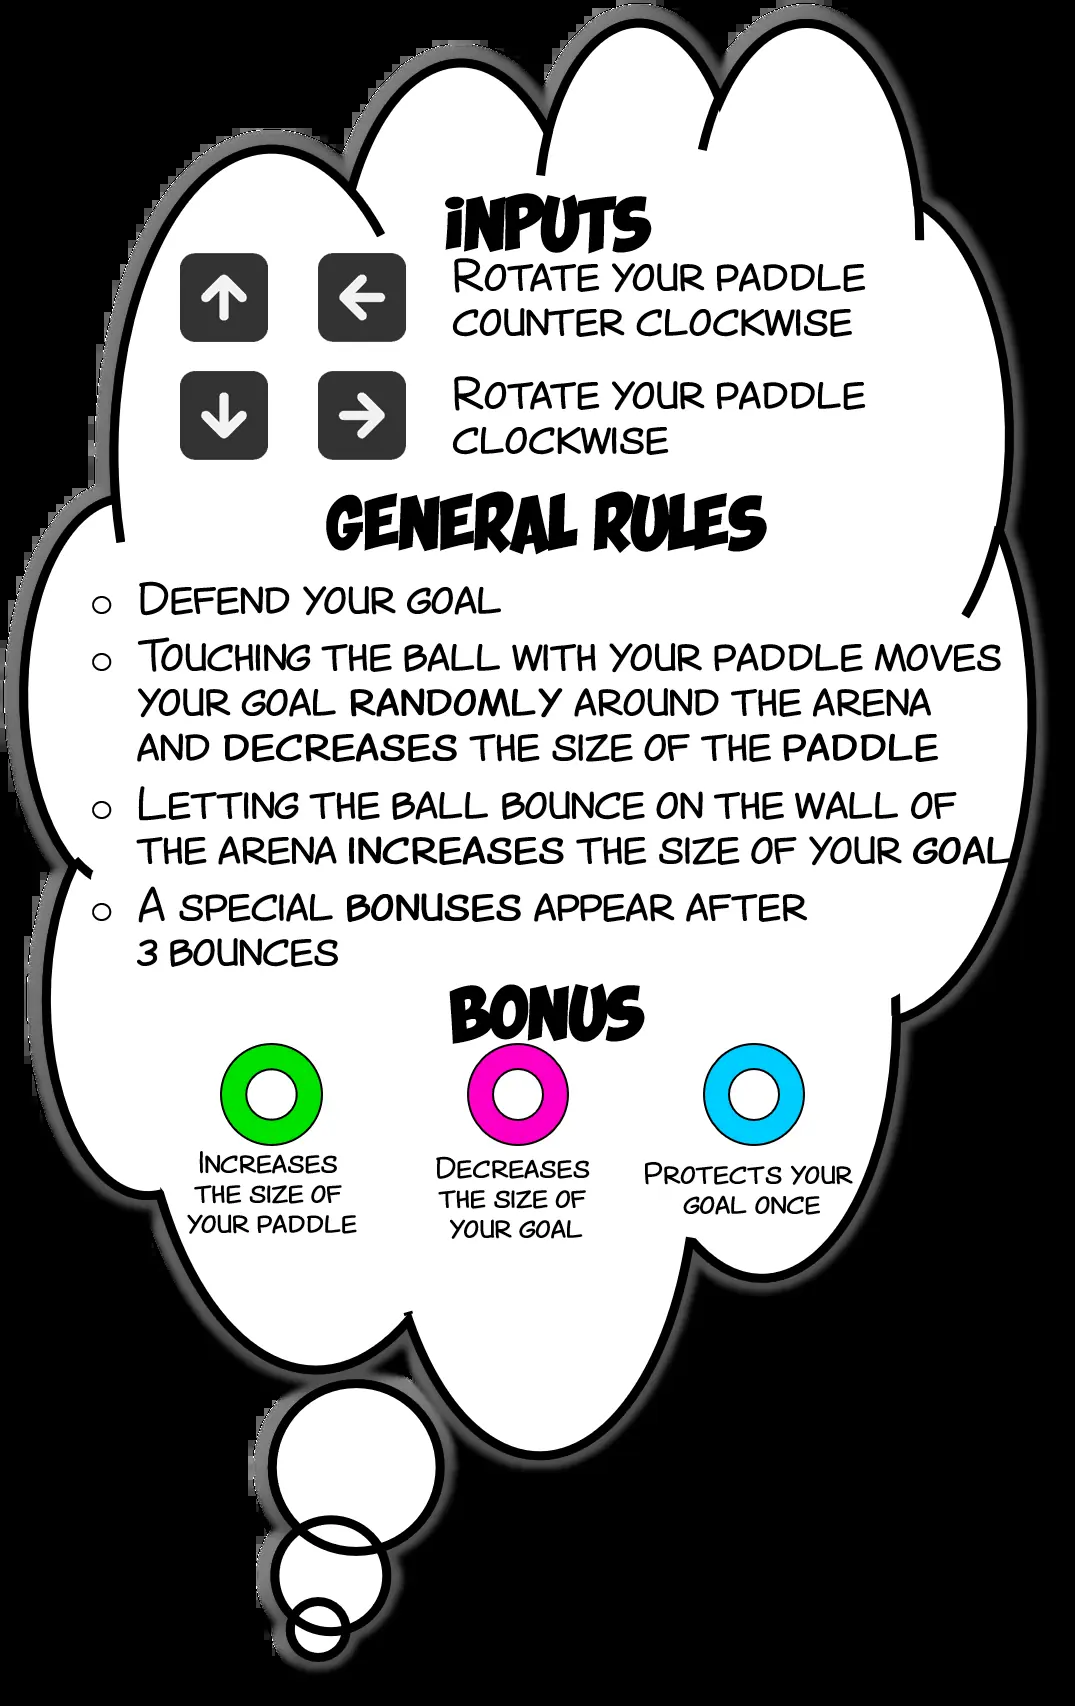 iNPUTS
ROTATE YOUR PADDLE
COUNTER CLOCKWISE
ROTATE YOUR PADDLE
CLOCKWISE
GENERAL RULES
○ DEFEND YOUR GOAL
○ TOUCHING THE BALL WITH YOUR PADDLE MOVES
YOUR GOAL RANDOMLY AROUND THE ARENA
AND DECREASES THE SIZE OF THE PADDLE
○ LETTING THE BALL BOUNCE ON THE WALL OF
THE ARENA INCREASES THE SIZE OF YOUR GOAL
○ A SPECIAL BONUSES APPEAR AFTER
3 BOUNCES
BONUS
INCREASES
THE SIZE OF
YOUR PADDLE
DECREASES
THE SIZE OF
YOUR GOAL
PROTECTS YOUR
GOAL ONCE